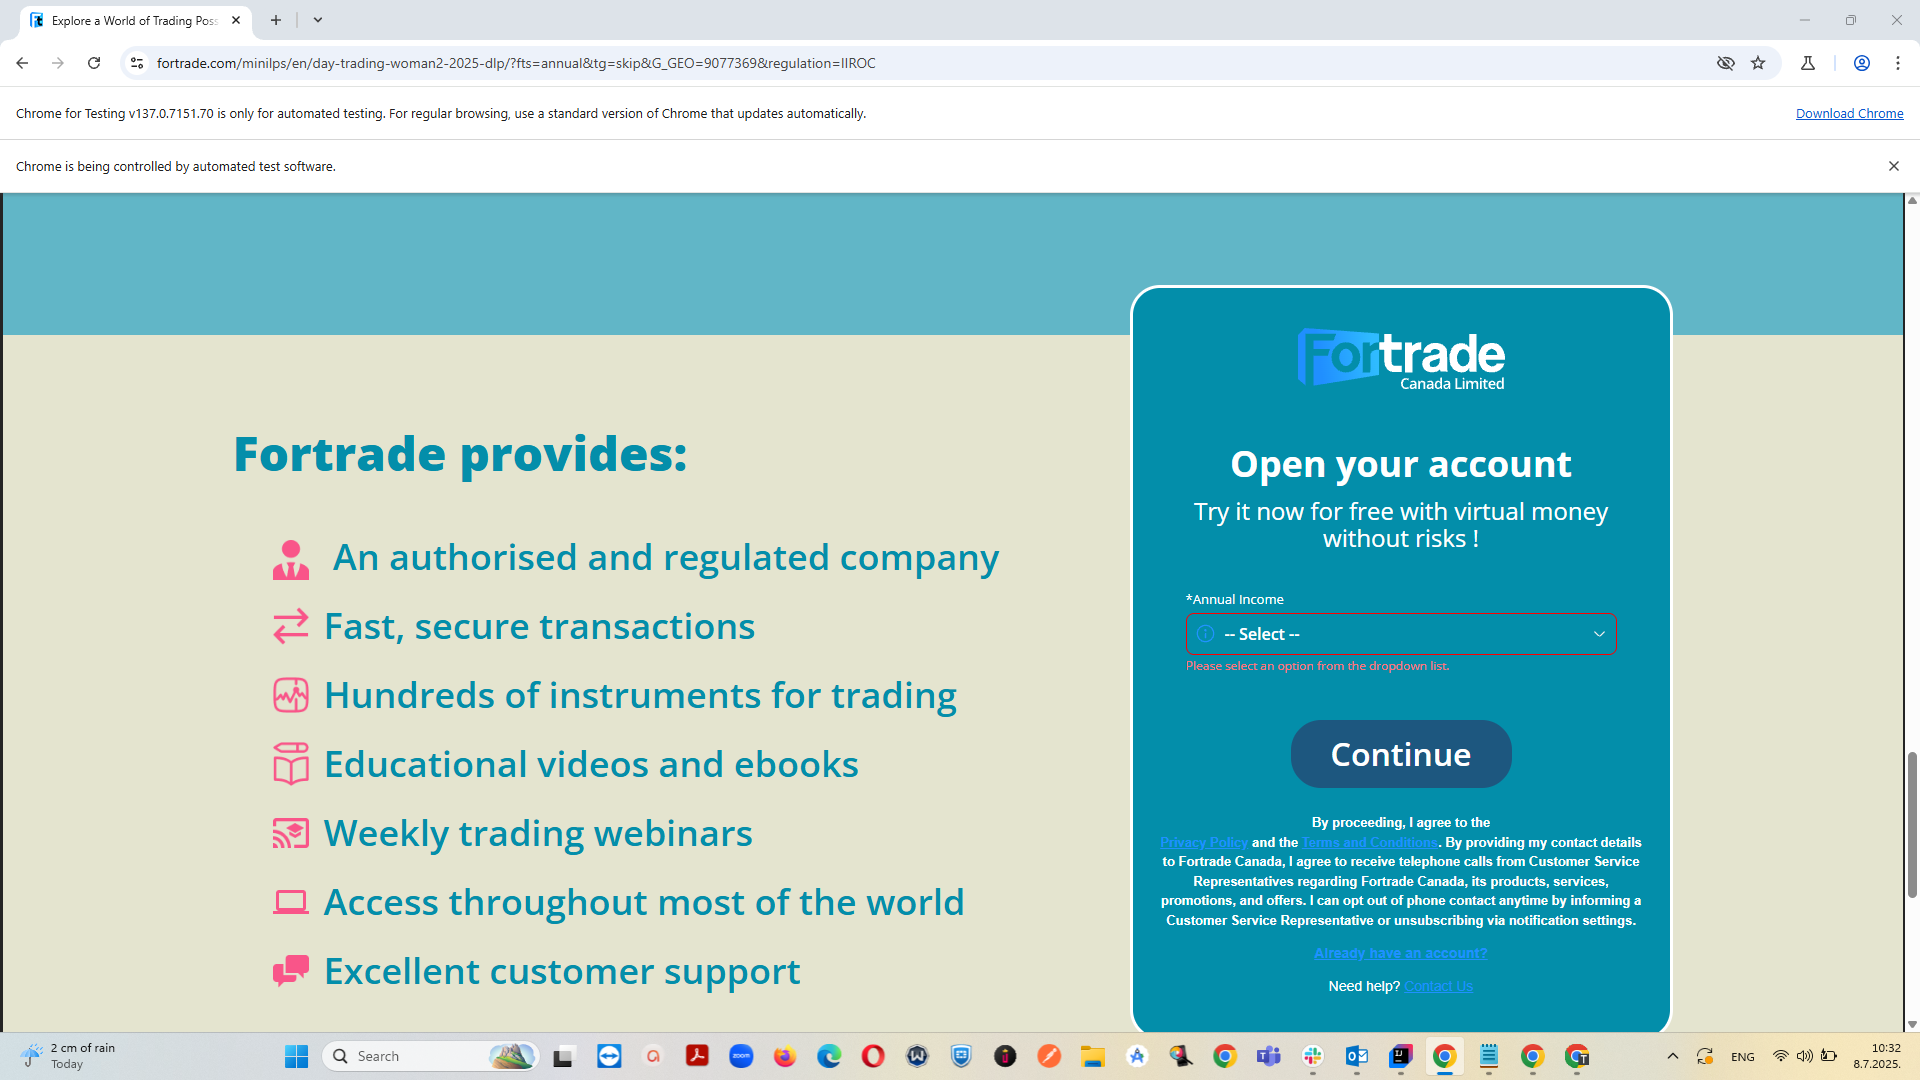 Explore a World of Trading Poss
fortrade.com/minilps/en/day-trading-woman2-2025-dlp/?fts=annual&tg=skip&G_GEO=9077369&regulation=IIROC
Chrome for Testing v137.0.7151.70 is only for automated testing. For regular browsing, use a standard version of Chrome that updates automatically.
Download Chrome
Chrome is being controlled by automated test software.
Fortrade
Canada Limited
Fortrade provides:
An authorised and regulated company
Fast, secure transactions
Hundreds of instruments for trading
Educational videos and ebooks
Weekly trading webinars
Access throughout most of the world
Excellent customer support
Open your account
Try it now for free with virtual money
without risks !
*Annual Income
-- Select --
Please select an option from the dropdown list.
Continue
By proceeding, I agree to the
Privacy Policy and the Terms and Conditions. By providing my contact details
to Fortrade Canada, I agree to receive telephone calls from Customer Service
Representatives regarding Fortrade Canada, its products, services,
promotions, and offers. I can opt out of phone contact anytime by informing a
Customer Service Representative or unsubscribing via notification settings.
Already have an account?
Need help? Contact Us
2 cm of rain
Today
Search
zoom
ENG
10:32
8.7.2025.